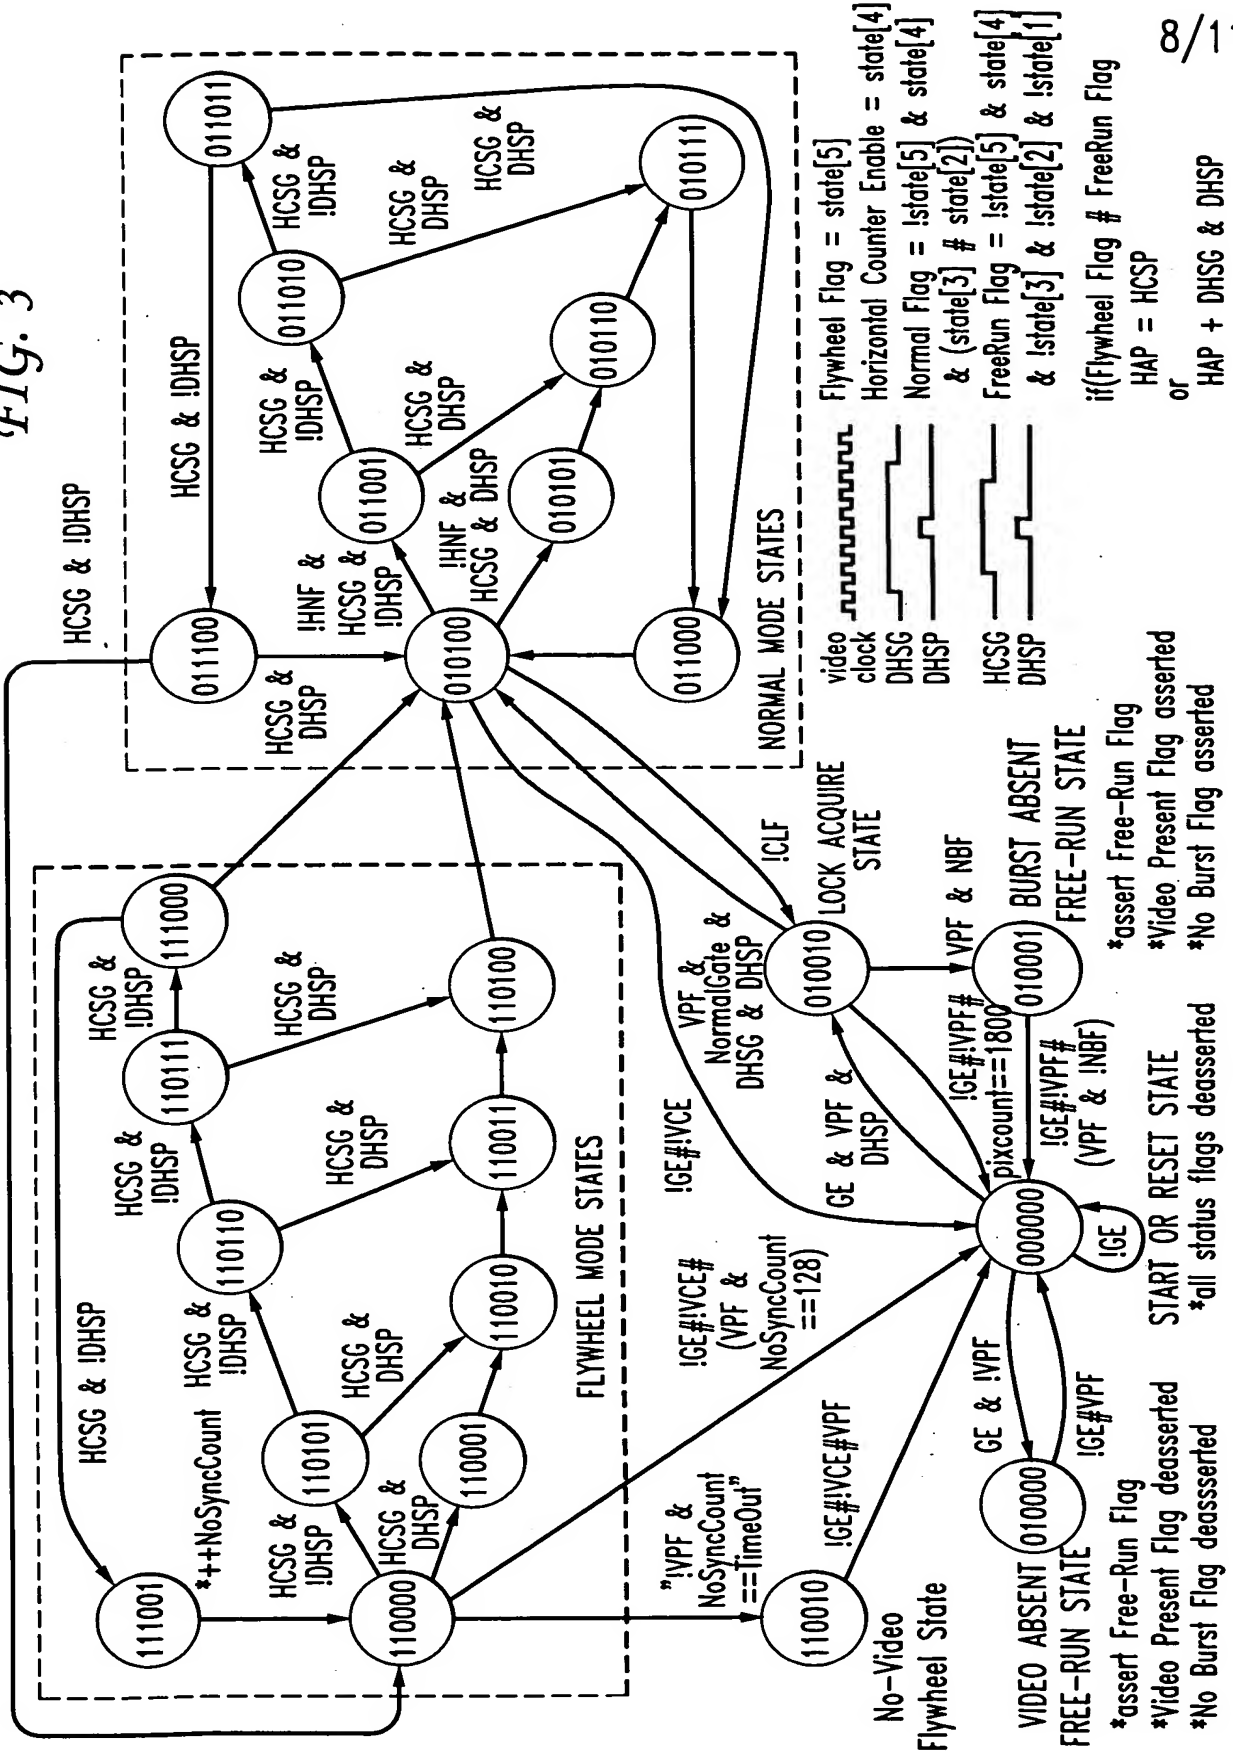 FIG. 3
8/1
HCSG & !DHSP
NORMAL MODE STATES
011100
HCSG & !DHSP
011011
HCSG &
DHSP
HCSG &
!DHSP
011010
HCSG &
DHSP
HCSG &
DHSP
HCSG &
!DHSP
011001
HCSG &
DHSP
!HNF &
HCSG &
!DHSP
010100
!HNF &
HCSG & DHSP
010101
010110
010111
011000
FLYWHEEL MODE STATES
HCSG & !DHSP
111001
*++NoSyncCount
110000
HCSG &
!DHSP
HCSG &
DHSP
110101
HCSG &
!DHSP
HCSG &
DHSP
110110
HCSG &
!DHSP
HCSG &
DHSP
110111
HCSG &
!DHSP
HCSG &
DHSP
111000
110001
110010
110011
110100
"!VPF &
NoSyncCount
==TimeOut"
110010
No-Video
Flywheel State
!GE#!VCE#VPF
!GE#!VCE#
(VPF &
NoSyncCount
==128)
!GE#!VCE
VPF &
NormalGate &
DHSG & DHSP
!CLF
010010
LOCK ACQUIRE
STATE
GE & VPF &
DHSP
!GE#!VPF#
pixcount==1800
VPF & NBF
010001
BURST ABSENT
FREE-RUN STATE
*assert Free-Run Flag
*Video Present Flag asserted
*No Burst Flag asserted
!GE#!VPF#
(VPF & !NBF)
000000
!GE
START OR RESET STATE
*all status flags deasserted
GE & !VPF
!GE#VPF
010000
VIDEO ABSENT
FREE-RUN STATE
*assert Free-Run Flag
*Video Present Flag deasserted
*No Burst Flag deassserted
video
clock
DHSG
DHSP
HCSG
DHSP
Flywheel Flag = state[5]
Horizontal Counter Enable = state[4]
Normal Flag = !state[5] & state[4]
& (state[3] # state[2])
FreeRun Flag = !state[5] & state[4]
& !state[3] & !state[2] & !state[1]
if(Flywheel Flag # FreeRun Flag
HAP = HCSP
or
HAP + DHSG & DHSP